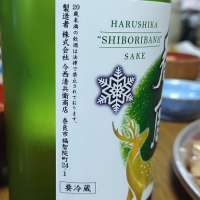 HARUSHIKA
"SHIBORIBANA"
SAKE
20歳未満の飲酒は法律で禁止されております。
製造者 株式会社 今西清兵衛商店
奈良市福智院町24-1
要冷蔵